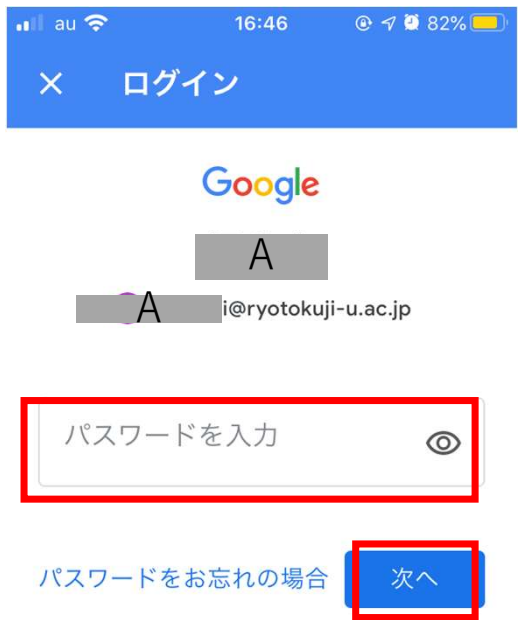 au 16:46 82%
× ログイン
Google
A
A i@ryotokuji-u.ac.jp
パスワードを入力
パスワードをお忘れの場合 次へ